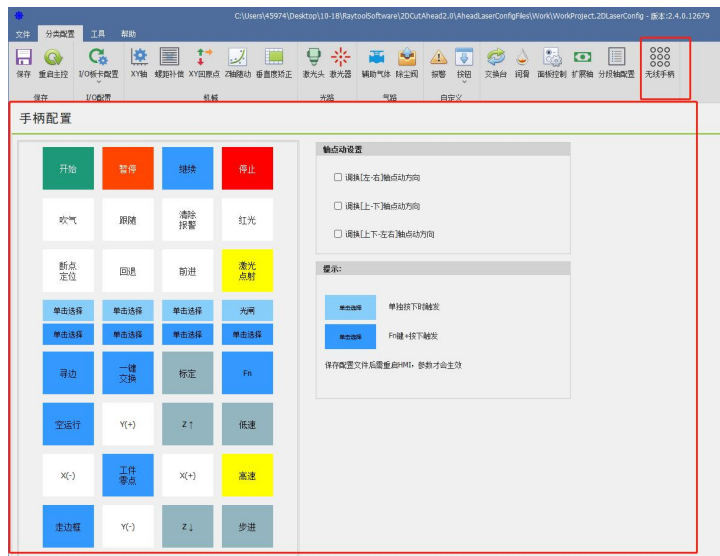 C:\Users\45974\Desktop\10-18\RaytoolSoftware\2DCutAhead2.0\AheadLaserConfigFiles\Work\WorkProject.2DLaserConfig - 版本:2.4.0.12679
文件 分类配置 工具 帮助
保存 重启主控 I/O板卡配置 XY轴 螺距补偿 XY回原点 Z轴随动 垂直度矫正 激光头 激光器 辅助气体 除尘阀 报警 按钮 交换台 润滑 面板控制 扩展轴 分段轴配置 无线手柄
保存 I/O配置 机械 光路 气路 自定义
手柄配置
开始 暂停 继续 停止
吹气 跟随 清除
报警 红光
断点
定位 回退 前进 激光
点射
单击选择 单击选择 单击选择 光闸
单击选择 单击选择 单击选择 单击选择
寻边 一键
交换 标定 Fn
空运行 Y(+) Z↑ 低速
X(-) 工件
零点 X(+) 高速
走边框 Y(-) Z↓ 步进
轴点动设置
调换[左-右]轴点动方向
调换[上-下]轴点动方向
调换[上下-左右]轴点动方向
提示:
单击选择 单独按下时触发
单击选择 Fn键+按下触发
保存配置文件后需重启HMI，参数才会生效